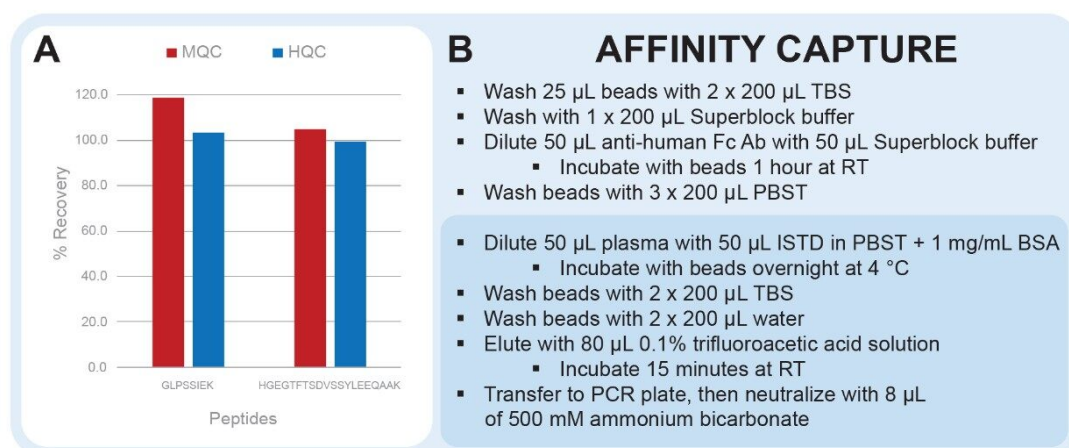 A
MQC
HQC
120.0
100.0
80.0
60.0
40.0
20.0
0.0
% Recovery
GLPSSIEK
HGEGTFTSDVSSYLEEQAAK
Peptides
B
AFFINITY CAPTURE
▪ Wash 25 µL beads with 2 x 200 µL TBS
▪ Wash with 1 x 200 µL Superblock buffer
▪ Dilute 50 µL anti-human Fc Ab with 50 µL Superblock buffer
▪ Incubate with beads 1 hour at RT
▪ Wash beads with 3 x 200 µL PBST
▪ Dilute 50 µL plasma with 50 µL ISTD in PBST + 1 mg/mL BSA
▪ Incubate with beads overnight at 4 °C
▪ Wash beads with 2 x 200 µL TBS
▪ Wash beads with 2 x 200 µL water
▪ Elute with 80 µL 0.1% trifluoroacetic acid solution
▪ Incubate 15 minutes at RT
▪ Transfer to PCR plate, then neutralize with 8 µL
of 500 mM ammonium bicarbonate